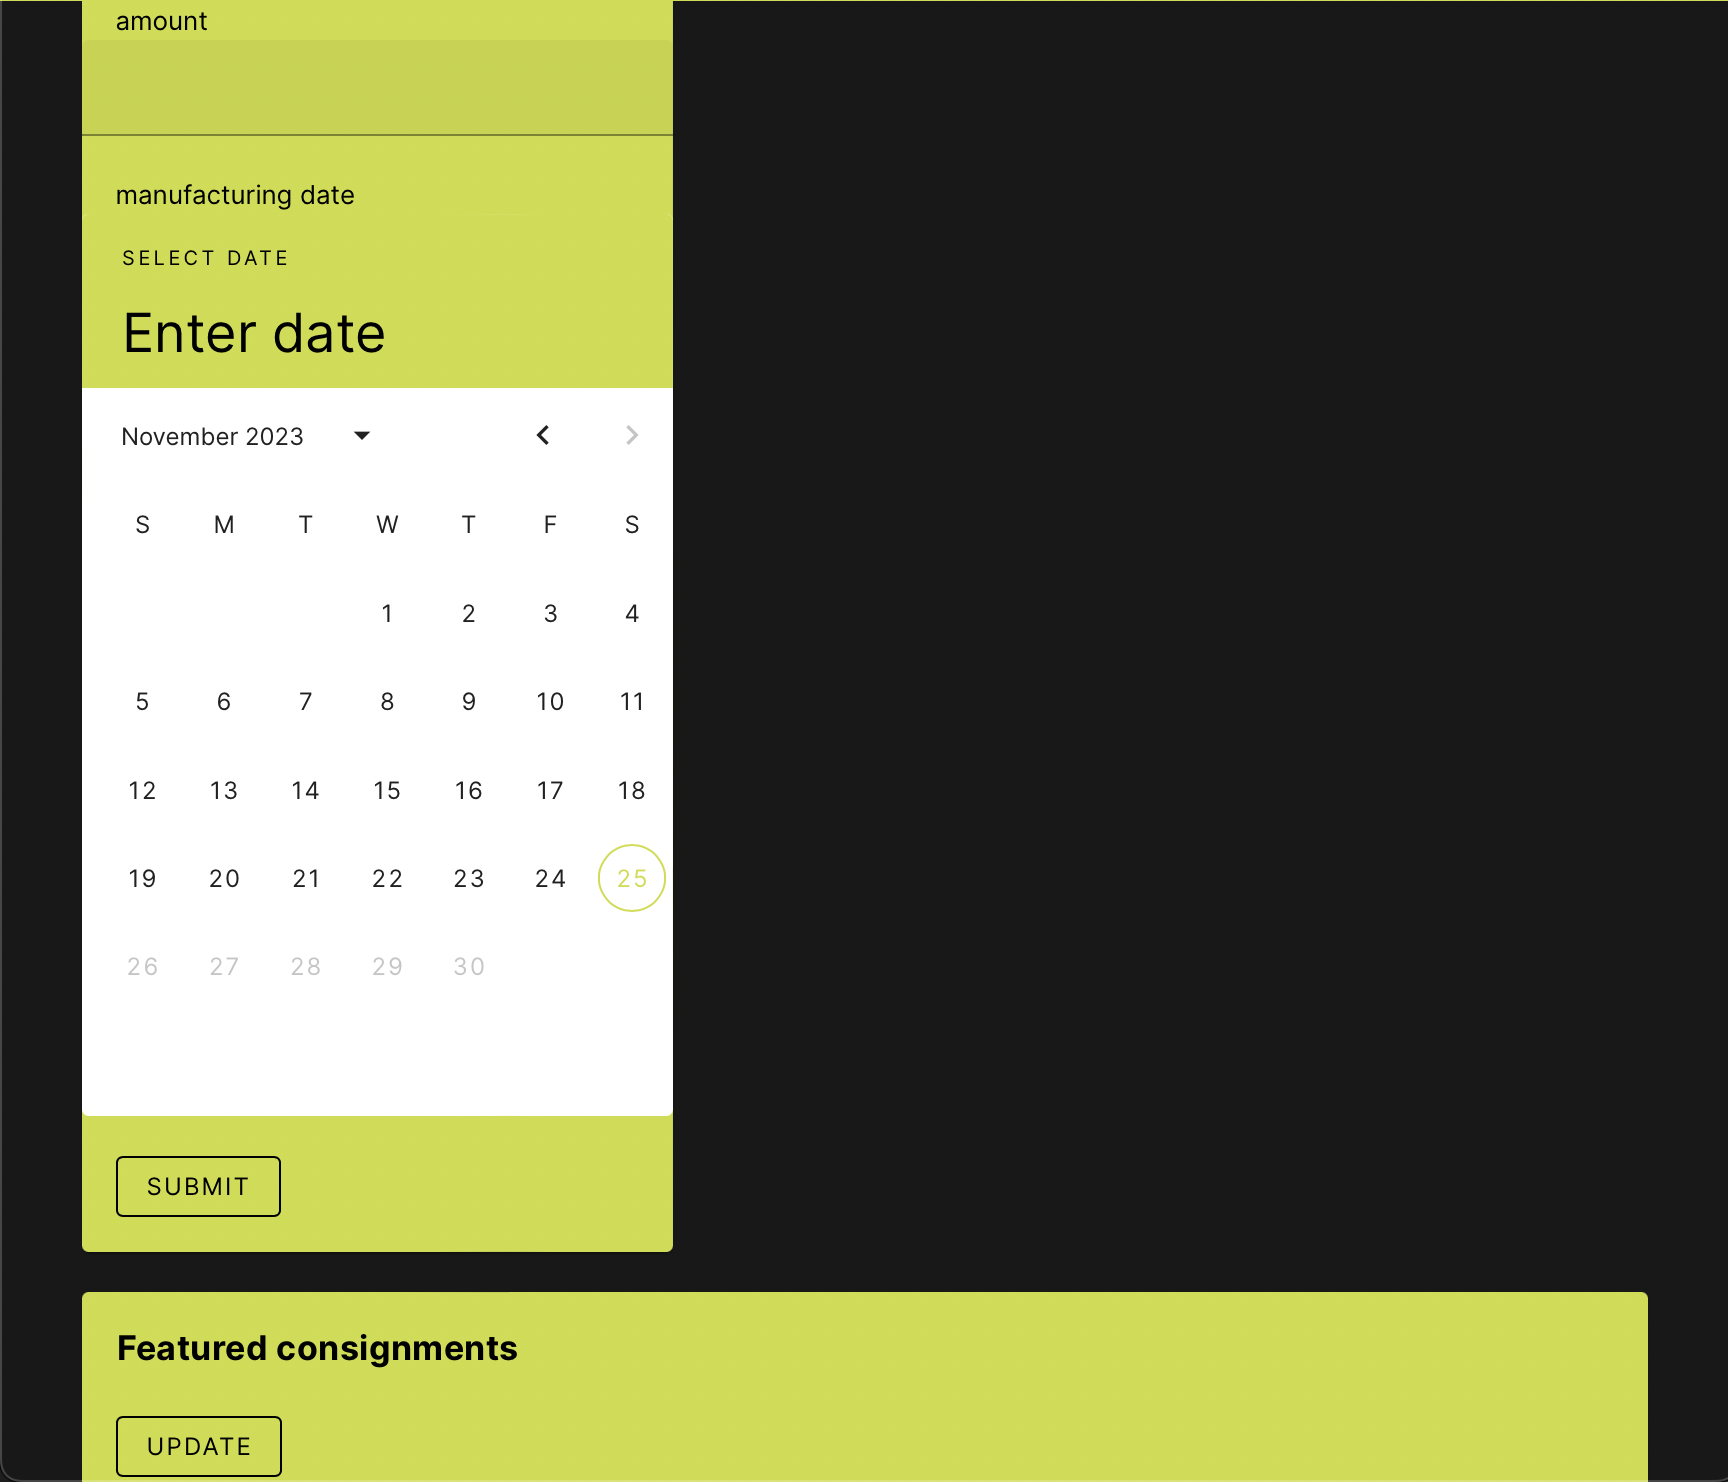 amount
manufacturing date
SELECT DATE
Enter date
November 2023
S M T W T F S
1 2 3 4
5 6 7 8 9 10 11
12 13 14 15 16 17 18
19 20 21 22 23 24 25
26 27 28 29 30
SUBMIT
Featured consignments
UPDATE